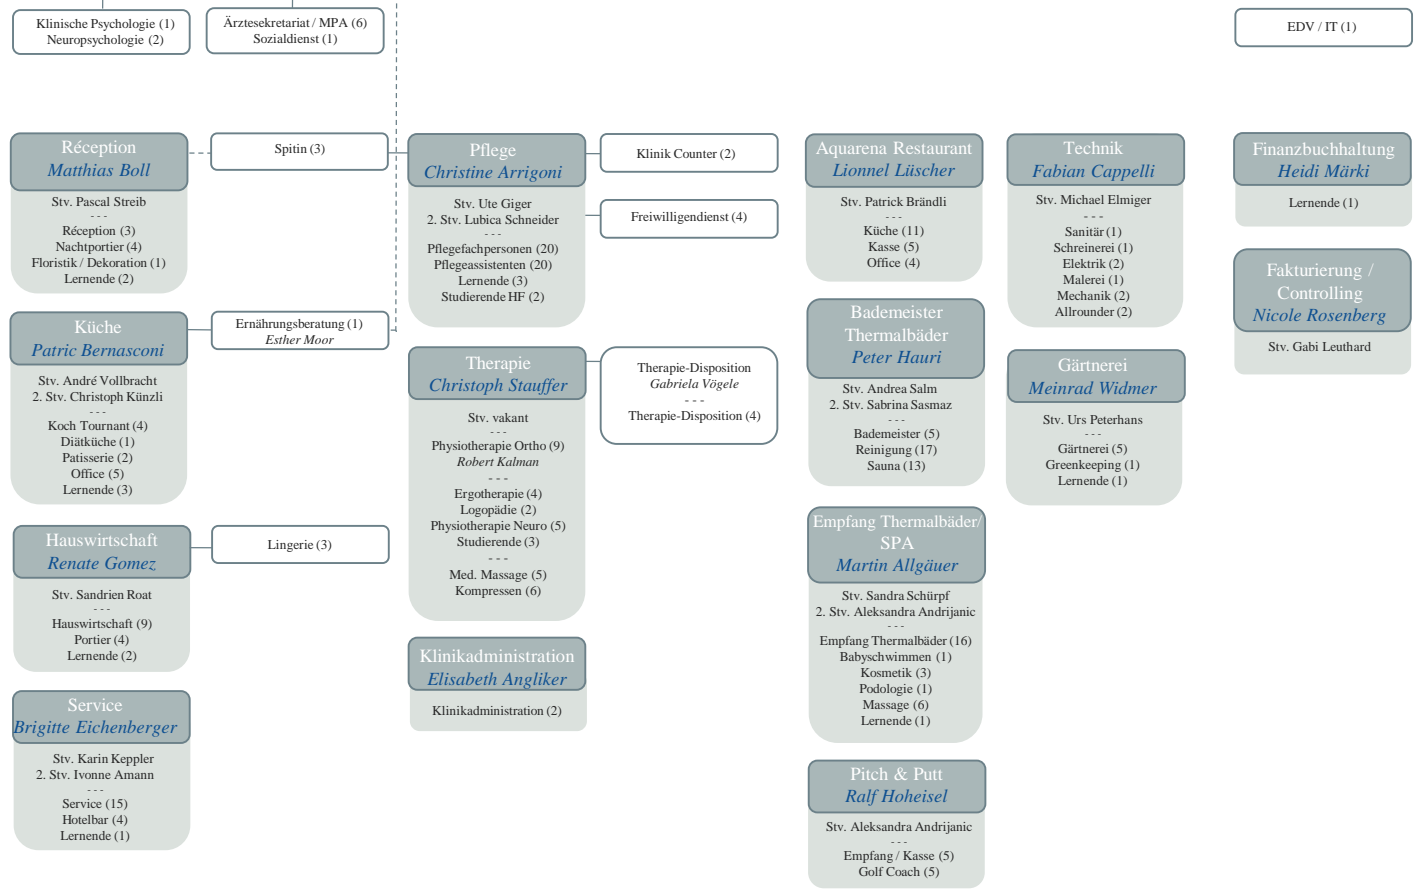 Klinische Psychologie (1)
Neuropsychologie (2)
Ärztesekretariat / MPA (6)
Sozialdienst (1)
EDV / IT (1)
Réception
Matthias Boll
Stv. Pascal Streib
- - -
Réception (3)
Nachtportier (4)
Floristik / Dekoration (1)
Lernende (2)
Spitin (3)
Küche
Patric Bernasconi
Stv. André Vollbracht
2. Stv. Christoph Künzli
- - -
Koch Tournant (4)
Diätküche (1)
Patisserie (2)
Office (5)
Lernende (3)
Ernährungsberatung (1)
Esther Moor
Hauswirtschaft
Renate Gomez
Stv. Sandrien Roat
- - -
Hauswirtschaft (9)
Portier (4)
Lernende (2)
Lingerie (3)
Service
Brigitte Eichenberger
Stv. Karin Keppler
2. Stv. Ivonne Amann
- - -
Service (15)
Hotelbar (4)
Lernende (1)
Pflege
Christine Arrigoni
Stv. Ute Giger
2. Stv. Lubica Schneider
- - -
Pflegefachpersonen (20)
Pflegeassistenten (20)
Lernende (3)
Studierende HF (2)
Klinik Counter (2)
Freiwilligendienst (4)
Therapie
Christoph Stauffer
Stv. vakant
- - -
Physiotherapie Ortho (9)
Robert Kalman
- - -
Ergotherapie (4)
Logopädie (2)
Physiotherapie Neuro (5)
Studierende (3)
- - -
Med. Massage (5)
Kompressen (6)
Therapie-Disposition
Gabriela Vögele
- - -
Therapie-Disposition (4)
Klinikadministration
Elisabeth Angliker
Klinikadministration (2)
Aquarena Restaurant
Lionnel Lüscher
Stv. Patrick Brändli
- - -
Küche (11)
Kasse (5)
Office (4)
Bademeister
Thermalbäder
Peter Hauri
Stv. Andrea Salm
2. Stv. Sabrina Sasmaz
- - -
Bademeister (5)
Reinigung (17)
Sauna (13)
Empfang Thermalbäder/
SPA
Martin Allgäuer
Stv. Sandra Schürpf
2. Stv. Aleksandra Andrijanic
- - -
Empfang Thermalbäder (16)
Babyschwimmen (1)
Kosmetik (3)
Podologie (1)
Massage (6)
Lernende (1)
Pitch & Putt
Ralf Hoheisel
Stv. Aleksandra Andrijanic
- - -
Empfang / Kasse (5)
Golf Coach (5)
Technik
Fabian Cappelli
Stv. Michael Elmiger
- - -
Sanitär (1)
Schreinerei (1)
Elektrik (2)
Malerei (1)
Mechanik (2)
Allrounder (2)
Gärtnerei
Meinrad Widmer
Stv. Urs Peterhans
- - -
Gärtnerei (5)
Greenkeeping (1)
Lernende (1)
Finanzbuchhaltung
Heidi Märki
Lernende (1)
Fakturierung /
Controlling
Nicole Rosenberg
Stv. Gabi Leuthard